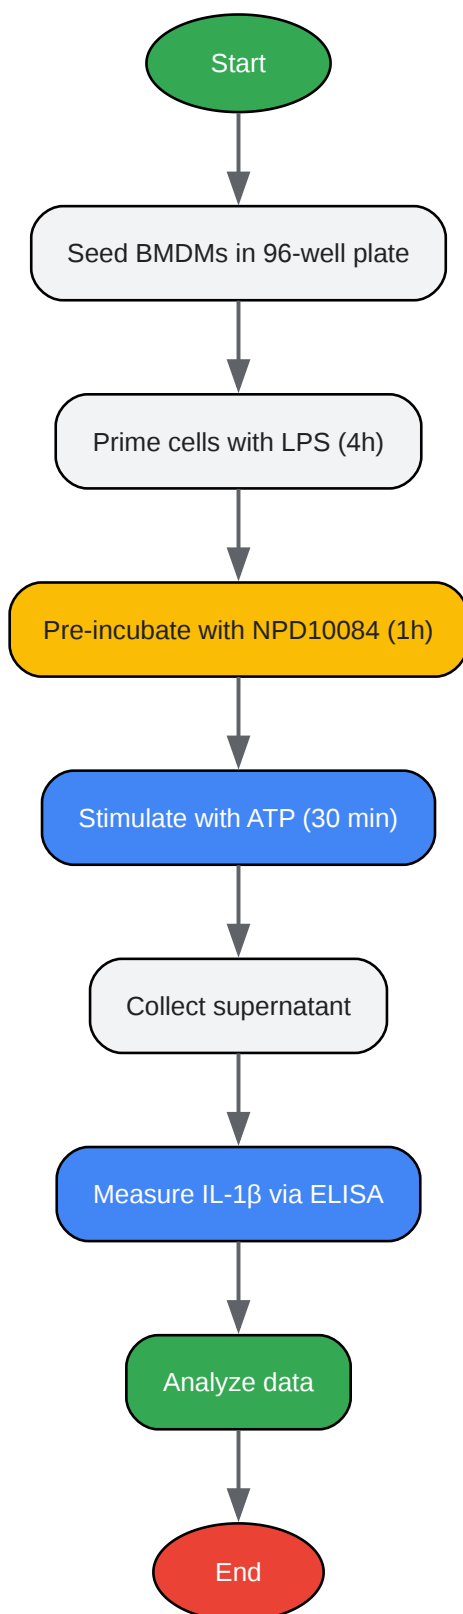 Start
Seed BMDMs in 96-well plate
Prime cells with LPS (4h)
Pre-incubate with NPD10084 (1h)
Stimulate with ATP (30 min)
Collect supernatant
Measure IL-1β via ELISA
Analyze data
End